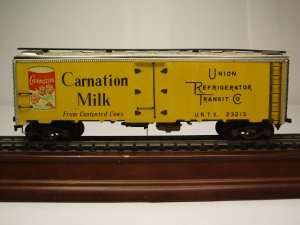 Carnation
Carnation
Milk
From Contented Cows
Union
Refrigerator
Transit Co.
U.R.T.X. 23215